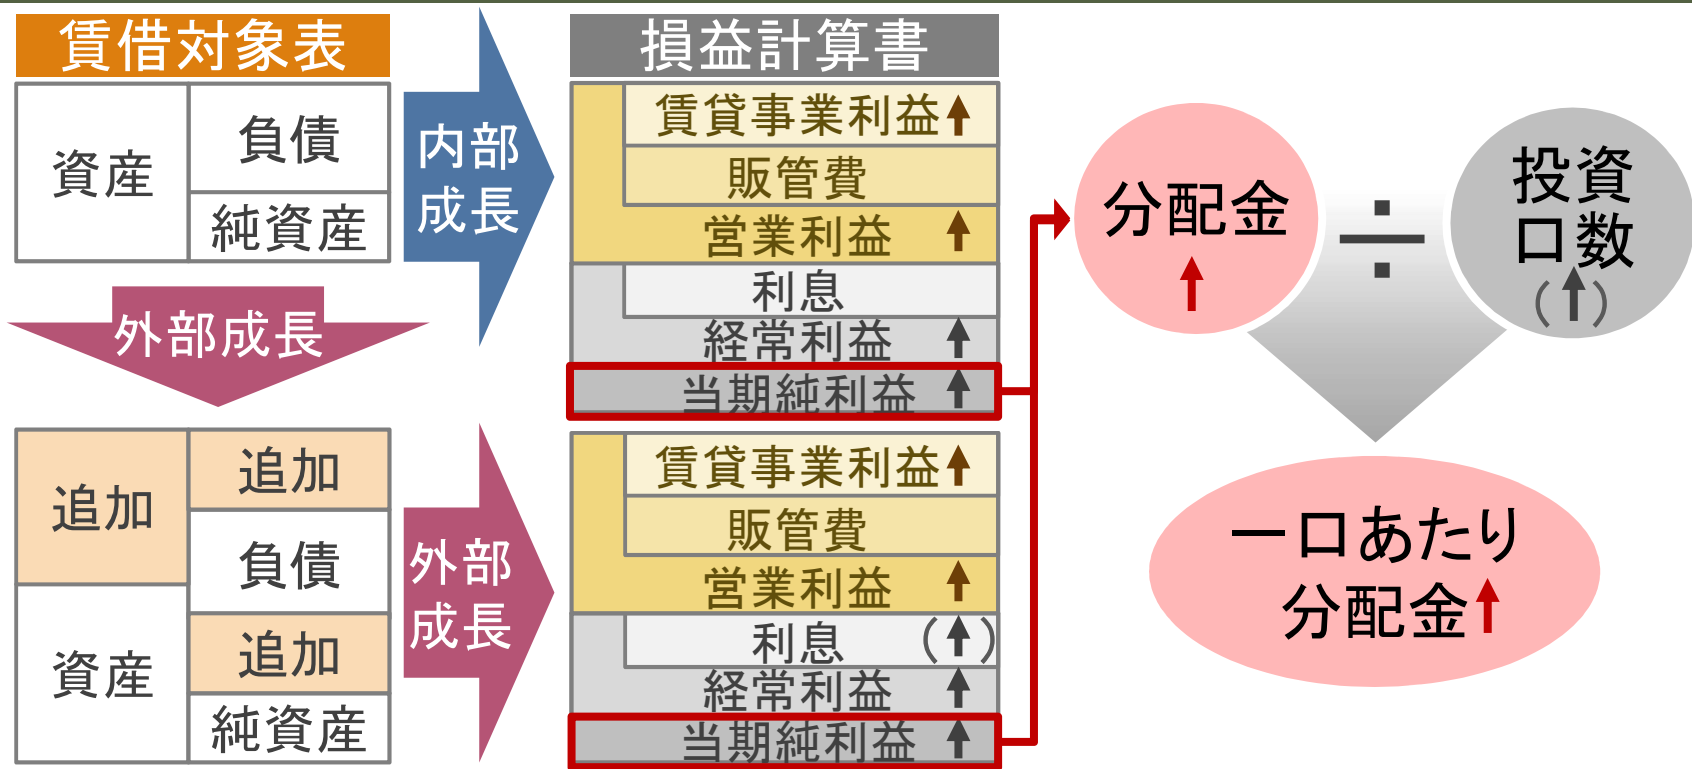 賃借対象表
資産
負債
純資産
外部成長
追加
資産
追加
負債
追加
純資産
内部
成長
外部
成長
損益計算書
賃貸事業利益
販管費
営業利益
利息
経常利益
当期純利益
賃貸事業利益
販管費
営業利益
利息 ( )
経常利益
当期純利益
分配金
÷
投資
口数
( )
一口あたり
分配金